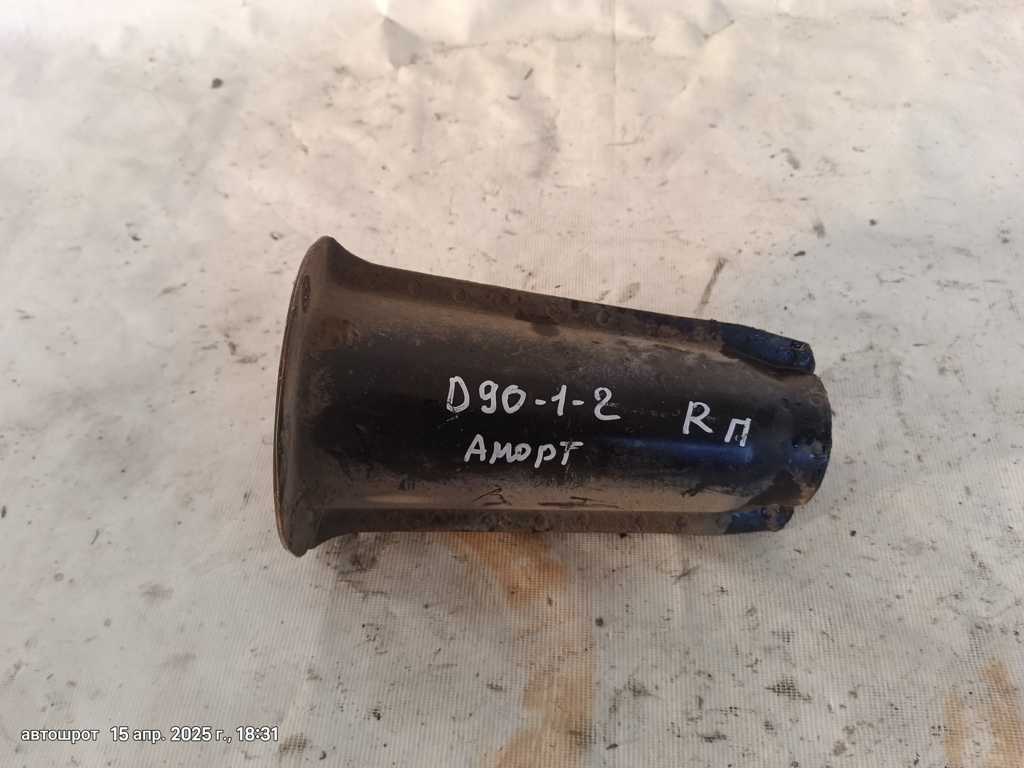 D90-1-2 R П
Аморт
автошрот 15 апр. 2025 г., 18:31